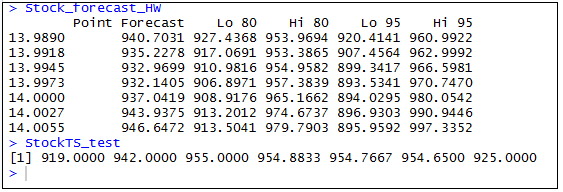 > Stock_forecast_HW
Point Forecast Lo 80 Hi 80 Lo 95 Hi 95
13.9890 940.7031 927.4368 953.9694 920.4141 960.9922
13.9918 935.2278 917.0691 953.3865 907.4564 962.9992
13.9945 932.9699 910.9816 954.9582 899.3417 966.5981
13.9973 932.1405 906.8971 957.3839 893.5341 970.7470
14.0000 937.0419 908.9176 965.1662 894.0295 980.0542
14.0027 943.9375 913.2012 974.6737 896.9303 990.9446
14.0055 946.6472 913.5041 979.7903 895.9592 997.3352
> StockTS_test
[1] 919.0000 942.0000 955.0000 954.8833 954.7667 954.6500 925.0000
>